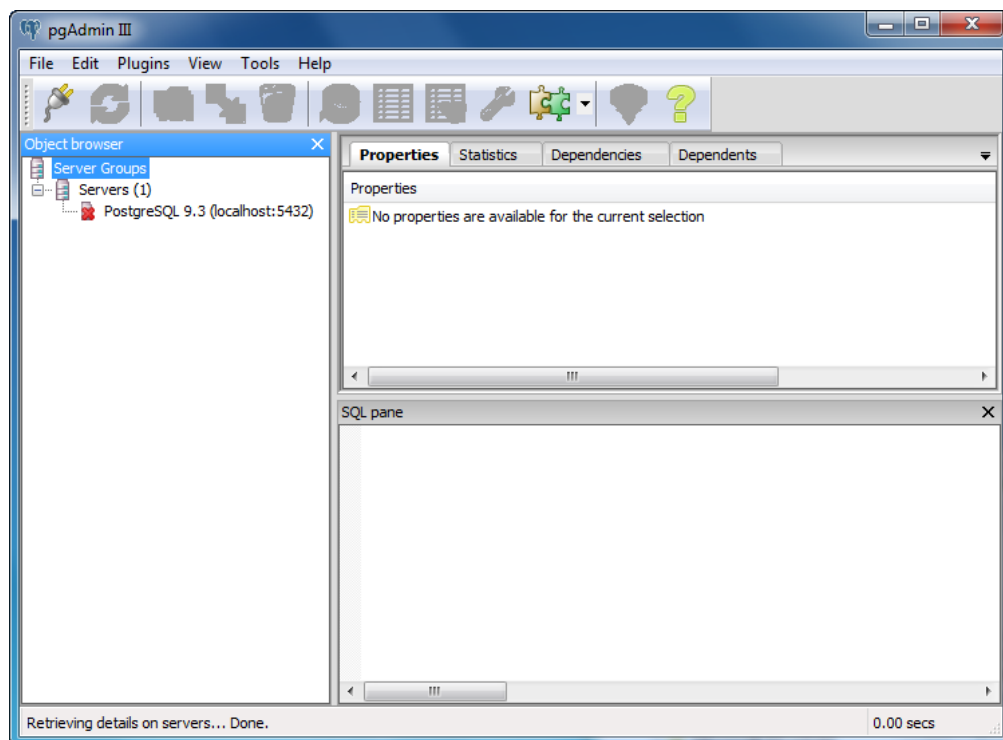 pgAdmin III
File Edit Plugins View Tools Help
Object browser
Server Groups
Servers (1)
PostgreSQL 9.3 (localhost:5432)
Properties Statistics Dependencies Dependents
Properties
No properties are available for the current selection
SQL pane
Retrieving details on servers... Done. 0.00 secs